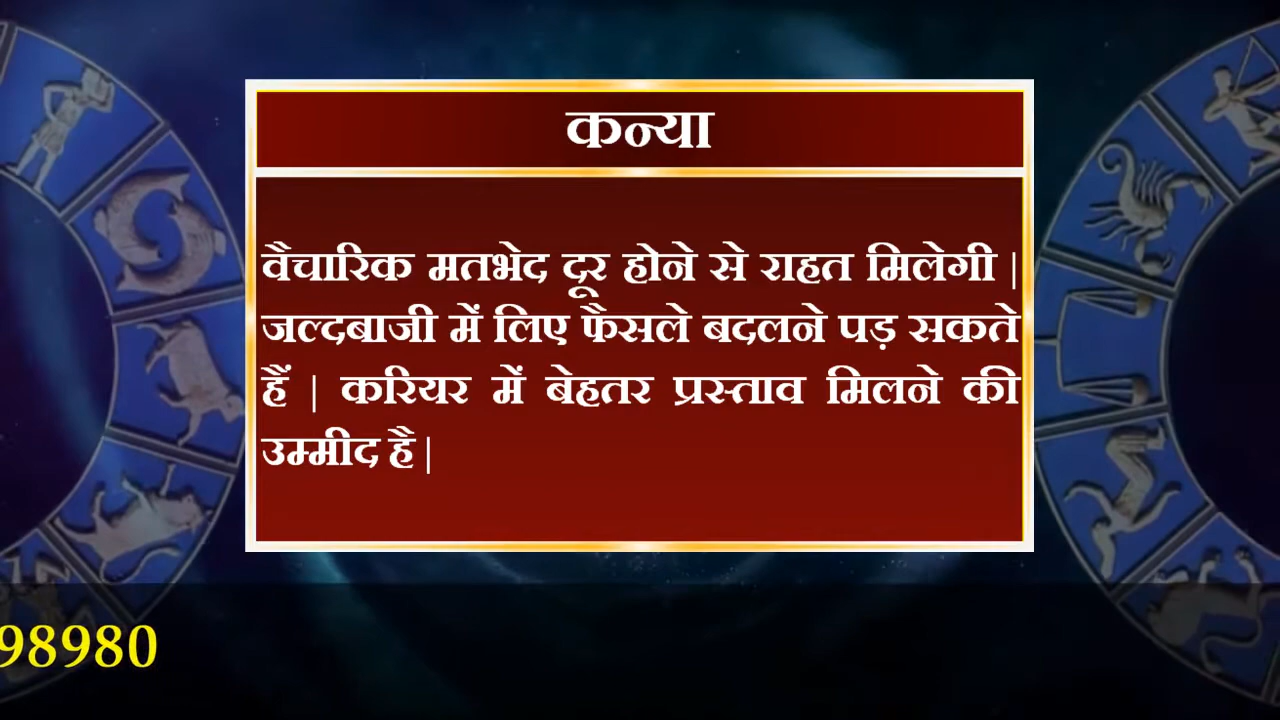 कन्या
वैचारिक मतभेद दूर होने से राहत मिलेगी |
जल्दबाजी में लिए फैसले बदलने पड़ सकते
हैं | करियर में बेहतर प्रस्ताव मिलने की
उम्मीद है |
98980